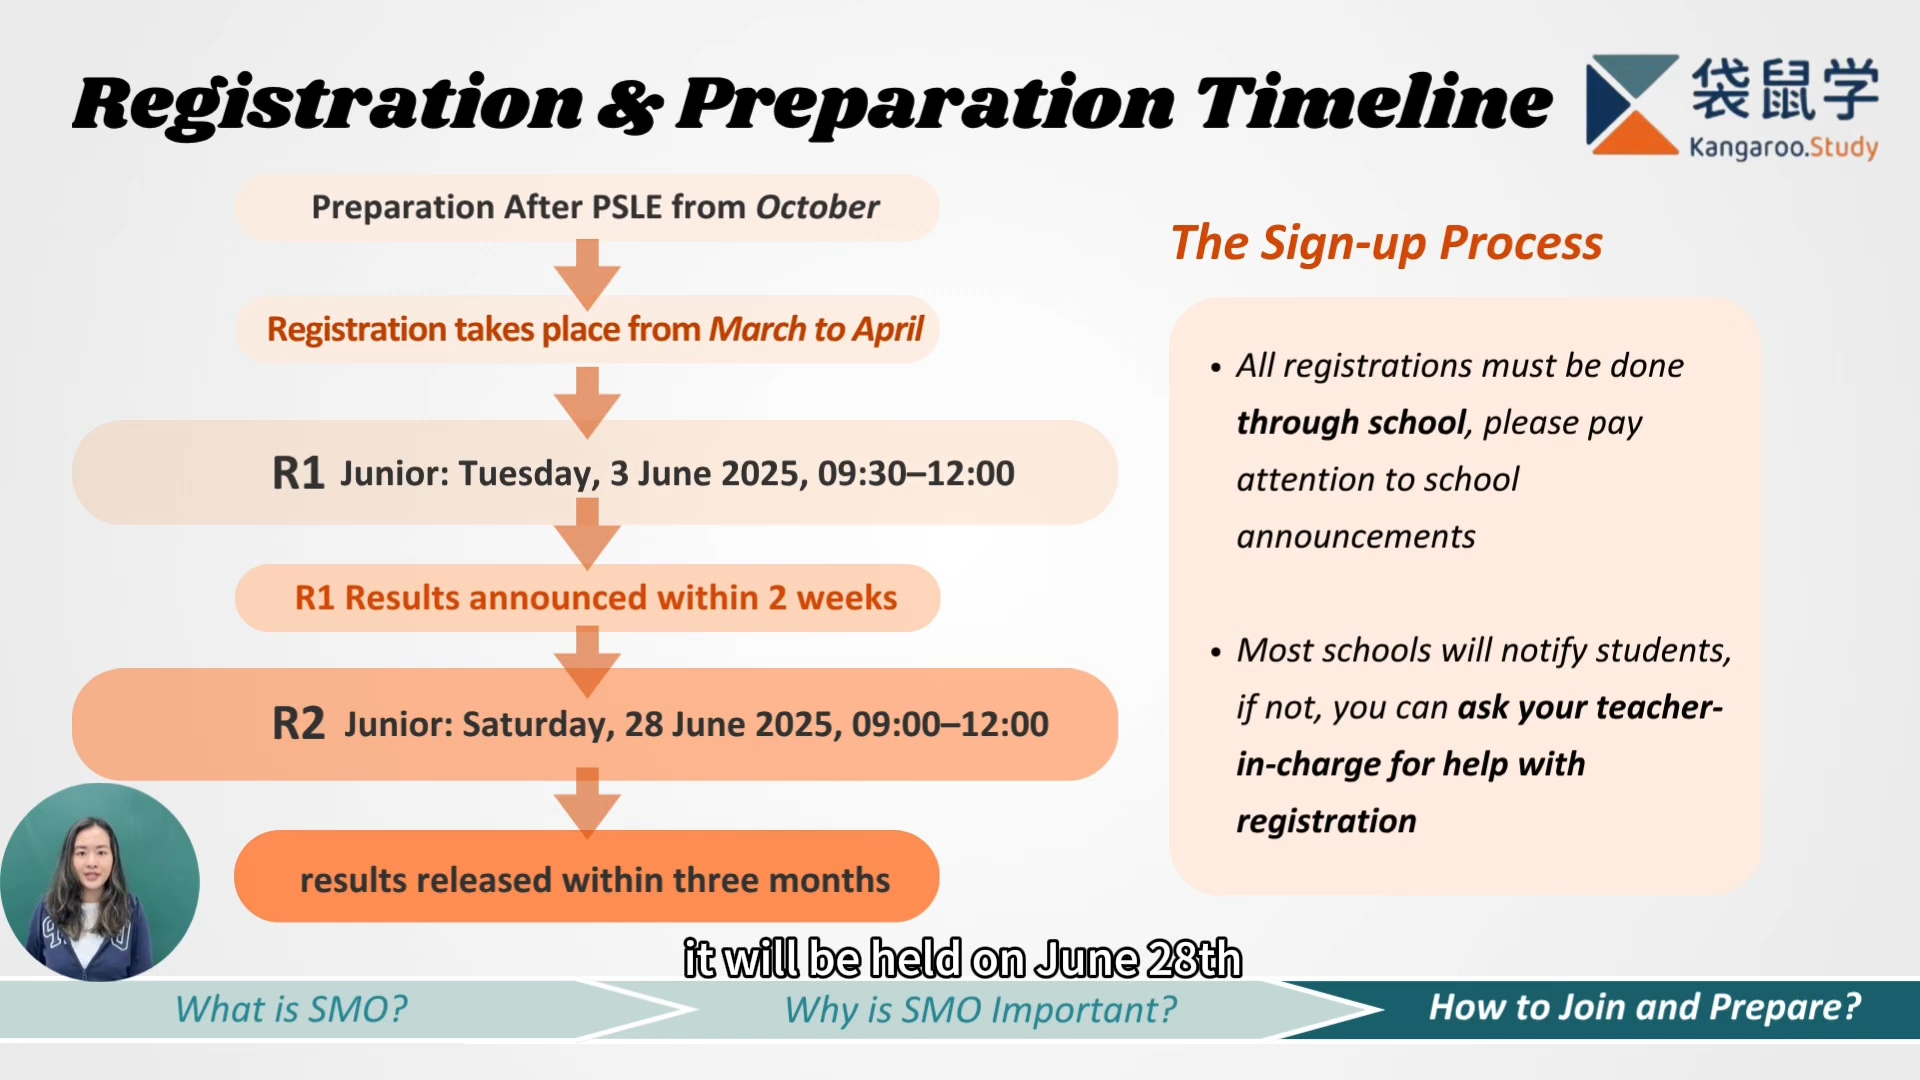 Registration & Preparation Timeline
袋鼠学
Kangaroo.Study
Preparation After PSLE from October
Registration takes place from March to April
R1 Junior: Tuesday, 3 June 2025, 09:30–12:00
R1 Results announced within 2 weeks
R2 Junior: Saturday, 28 June 2025, 09:00–12:00
results released within three months
The Sign-up Process
• All registrations must be done
through school, please pay
attention to school
announcements
• Most schools will notify students,
if not, you can ask your teacher-
in-charge for help with
registration
it will be held on June 28th
What is SMO?
Why is SMO Important?
How to Join and Prepare?